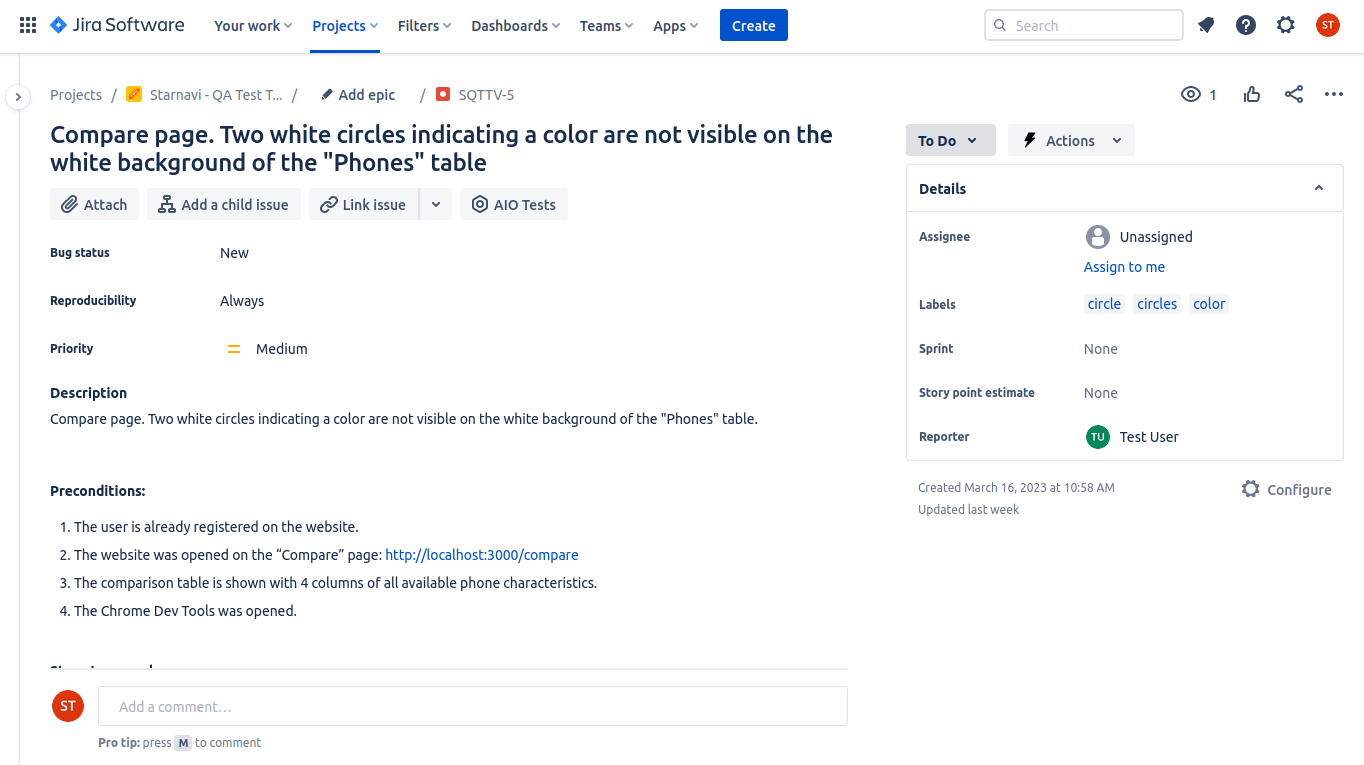 Jira Software Your work Projects Filters Dashboards Teams Apps Create Search ST
Projects / Starnavi - QA Test T... / Add epic / SQTTV-5 1
Compare page. Two white circles indicating a color are not visible on the
white background of the "Phones" table
Attach Add a child issue Link issue AIO Tests
Bug status New
Reproducibility Always
Priority Medium
Description
Compare page. Two white circles indicating a color are not visible on the white background of the "Phones" table.
Preconditions:
1. The user is already registered on the website.
2. The website was opened on the “Compare” page: http://localhost:3000/compare
3. The comparison table is shown with 4 columns of all available phone characteristics.
4. The Chrome Dev Tools was opened.
ST Add a comment…
Pro tip: press M to comment
To Do Actions
Details
Assignee Unassigned
Assign to me
Labels circle circles color
Sprint None
Story point estimate None
Reporter TU Test User
Created March 16, 2023 at 10:58 AM Configure
Updated last week